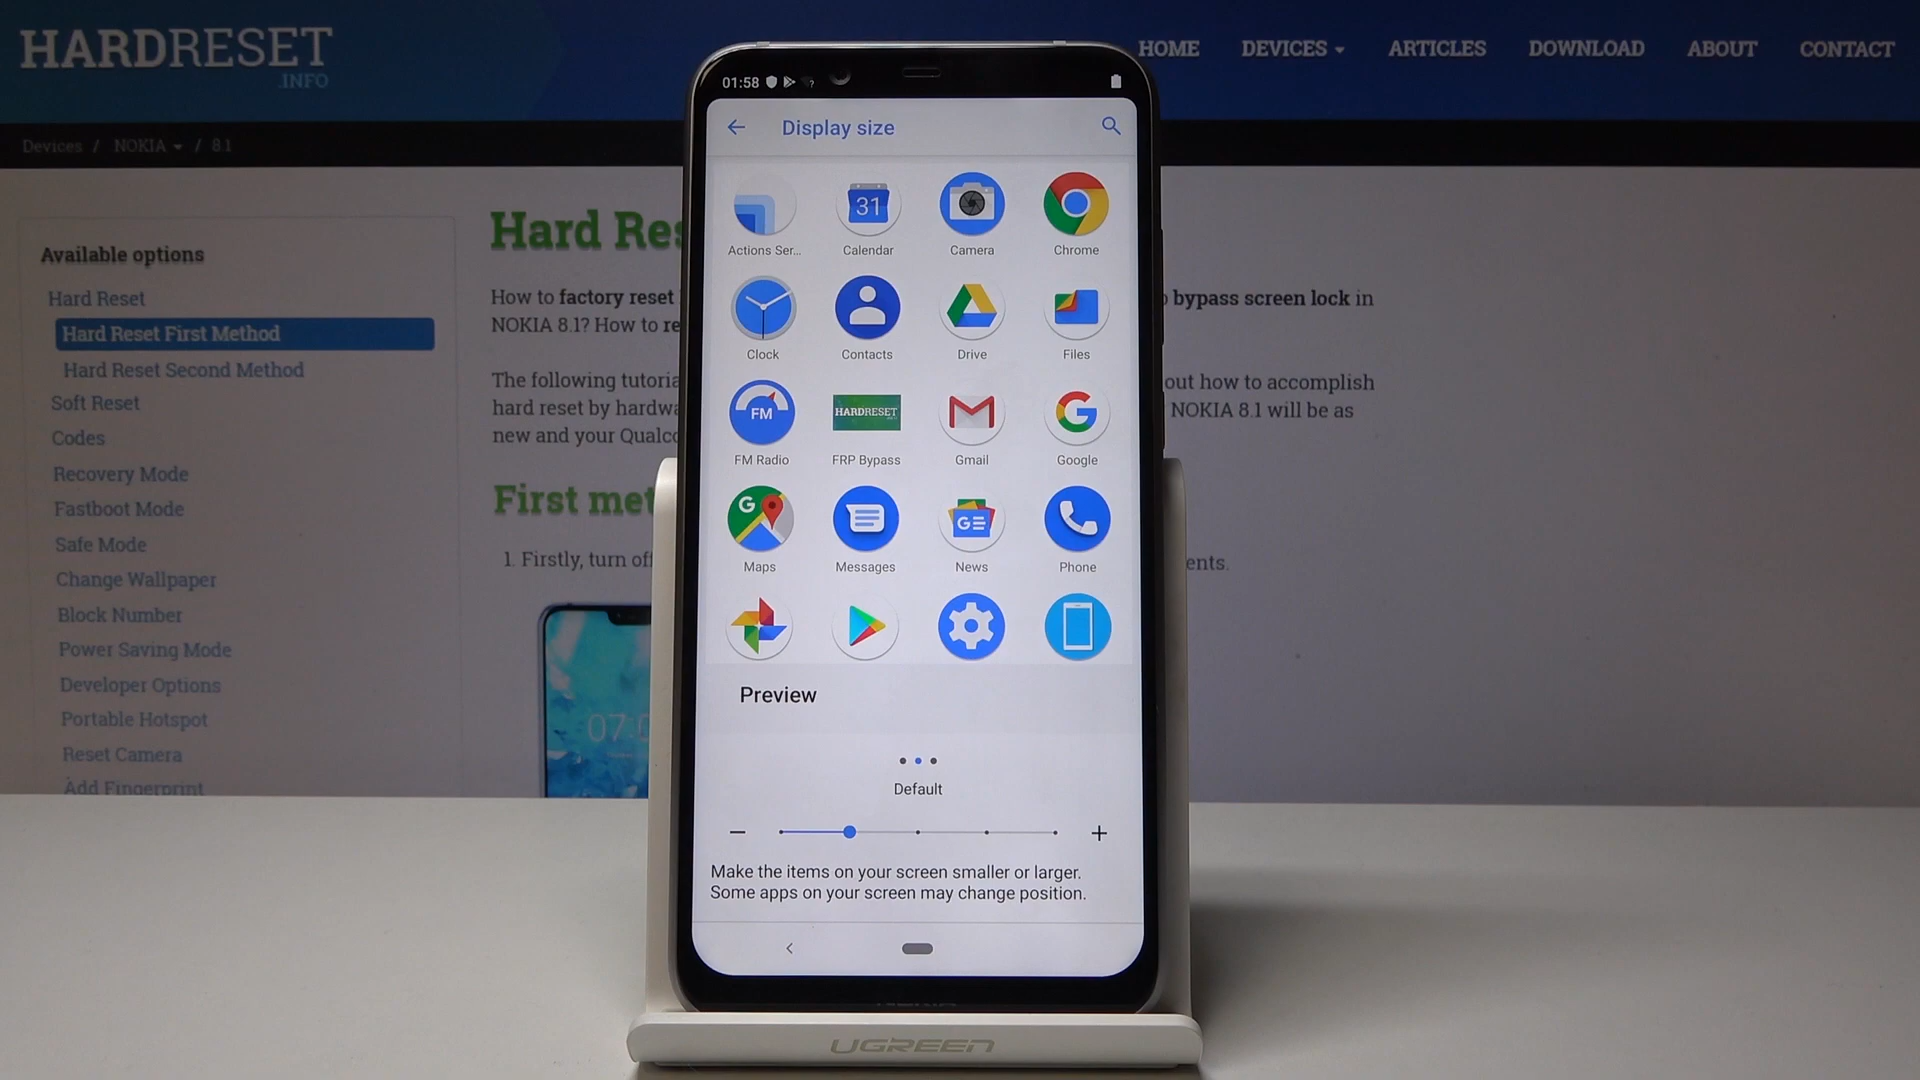 HARDRESET
.INFO
HOME DEVICES ARTICLES DOWNLOAD ABOUT CONTACT
Devices / NOKIA / 8.1
Available options
Hard Reset
Hard Reset First Method
Hard Reset Second Method
Soft Reset
Codes
Recovery Mode
Fastboot Mode
Safe Mode
Change Wallpaper
Block Number
Power Saving Mode
Developer Options
Portable Hotspot
Reset Camera
Add Fingerprint
Hard Res
How to factory reset
bypass screen lock in
NOKIA 8.1? How to re
The following tutoria
out how to accomplish
hard reset by hardwa
NOKIA 8.1 will be as
new and your Qualco
First met
1. Firstly, turn off
ents.
07:0
01:58
Display size
Actions Ser... Calendar Camera Chrome
31
Clock Contacts Drive Files
FM
HARDRESET
FM Radio FRP Bypass Gmail Google
G
GE
Maps Messages News Phone
Preview
Default
Make the items on your screen smaller or larger.
Some apps on your screen may change position.
NOKIA
UGREEN